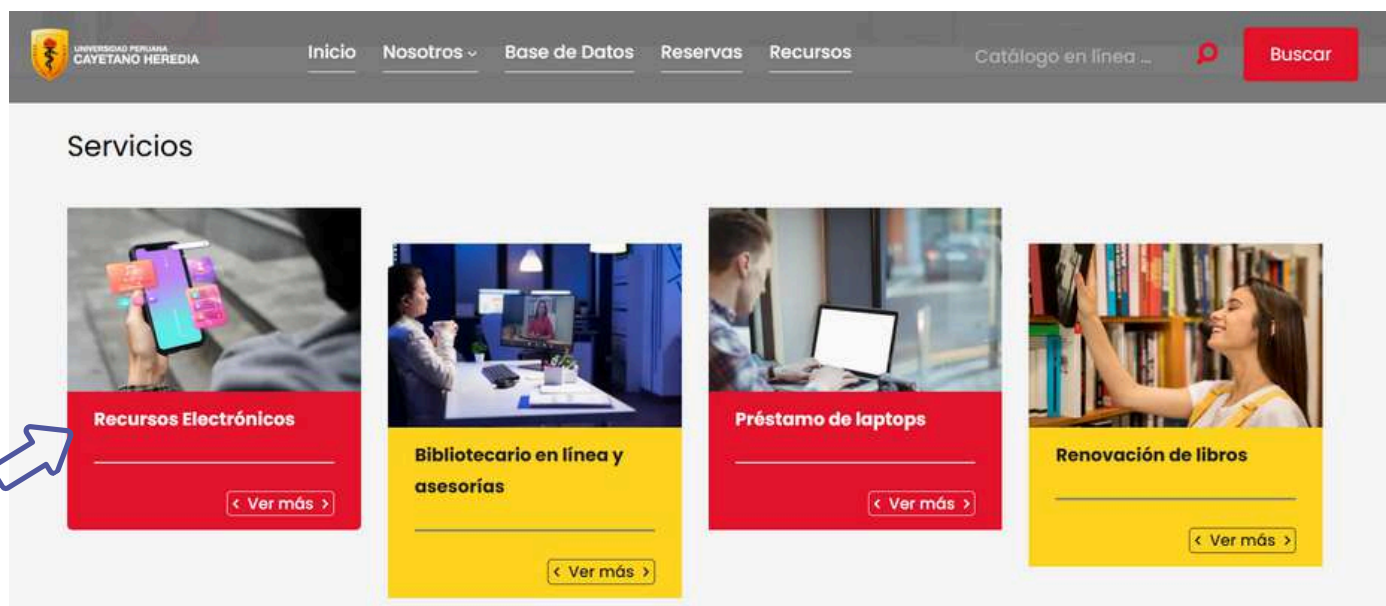 UNIVERSIDAD PERUANA
CAYETANO HEREDIA
Inicio Nosotros Base de Datos Reservas Recursos Catálogo en línea ... Buscar
Servicios
Recursos Electrónicos
< Ver más >
Bibliotecario en línea y
asesorías
< Ver más >
Préstamo de laptops
< Ver más >
Renovación de libros
< Ver más >